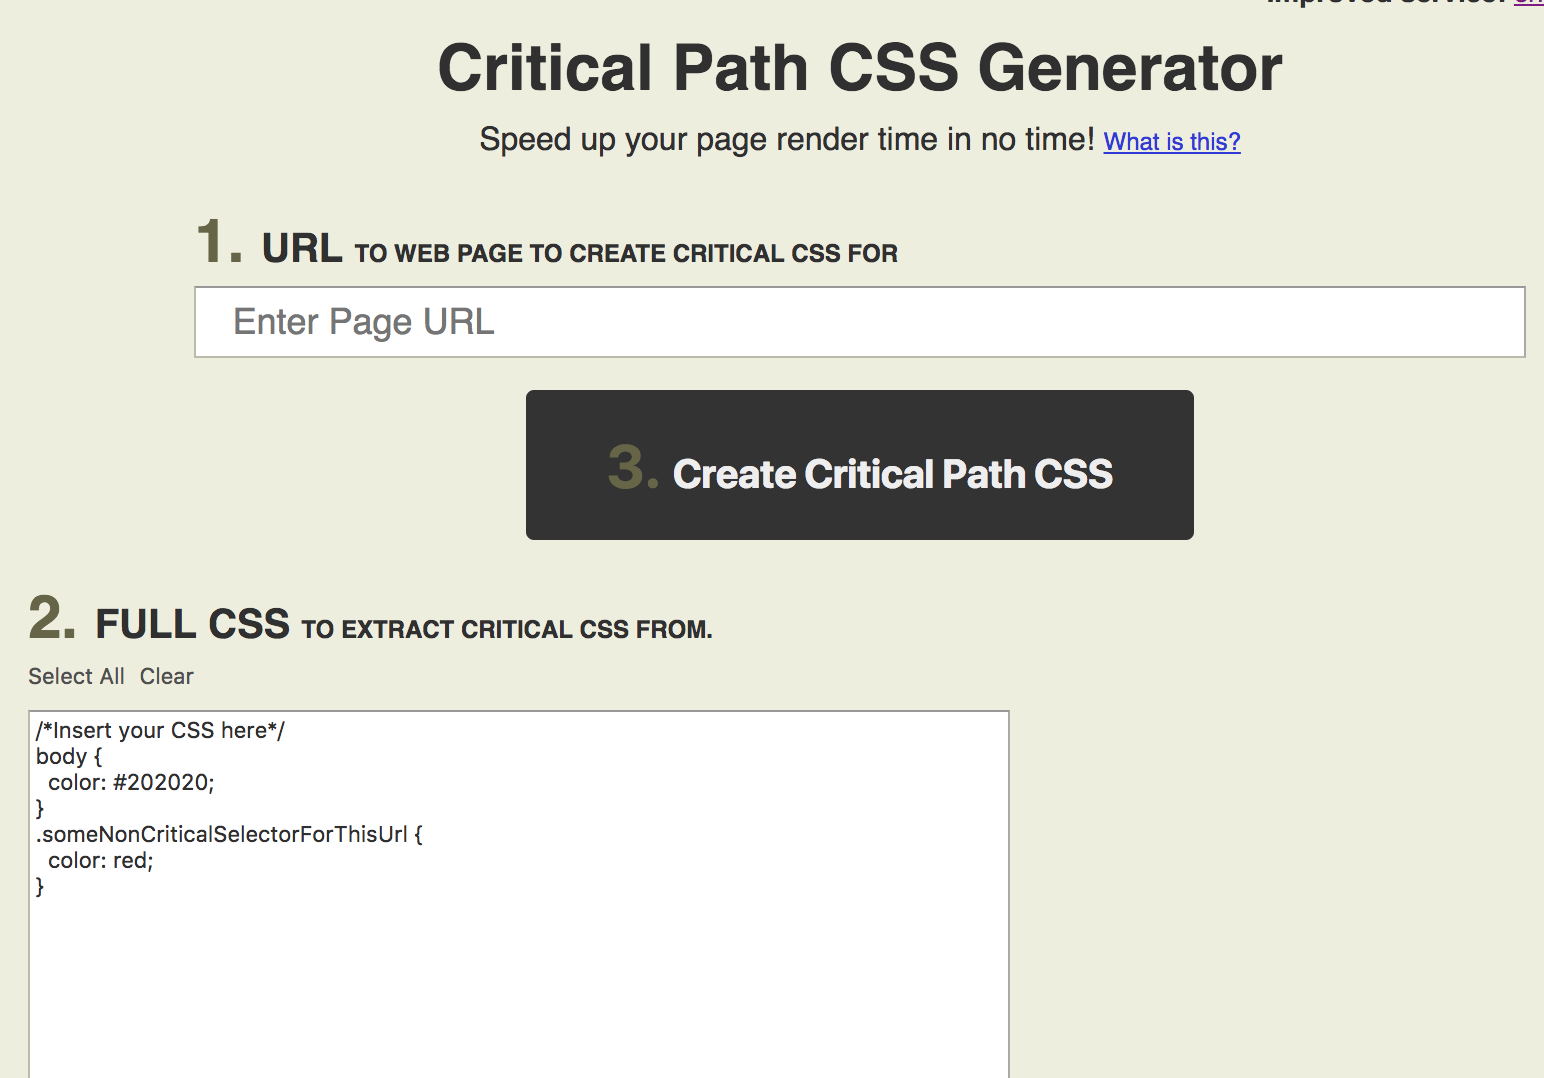 improved service:
Critical Path CSS Generator
Speed up your page render time in no time! What is this?
1. URL TO WEB PAGE TO CREATE CRITICAL CSS FOR
Enter Page URL
3. Create Critical Path CSS
2. FULL CSS TO EXTRACT CRITICAL CSS FROM.
Select All Clear
/*Insert your CSS here*/
body {
  color: #202020;
}
.someNonCriticalSelectorForThisUrl {
  color: red;
}